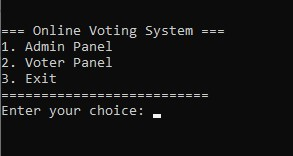 === Online Voting System ===
1. Admin Panel
2. Voter Panel
3. Exit
==========================
Enter your choice: